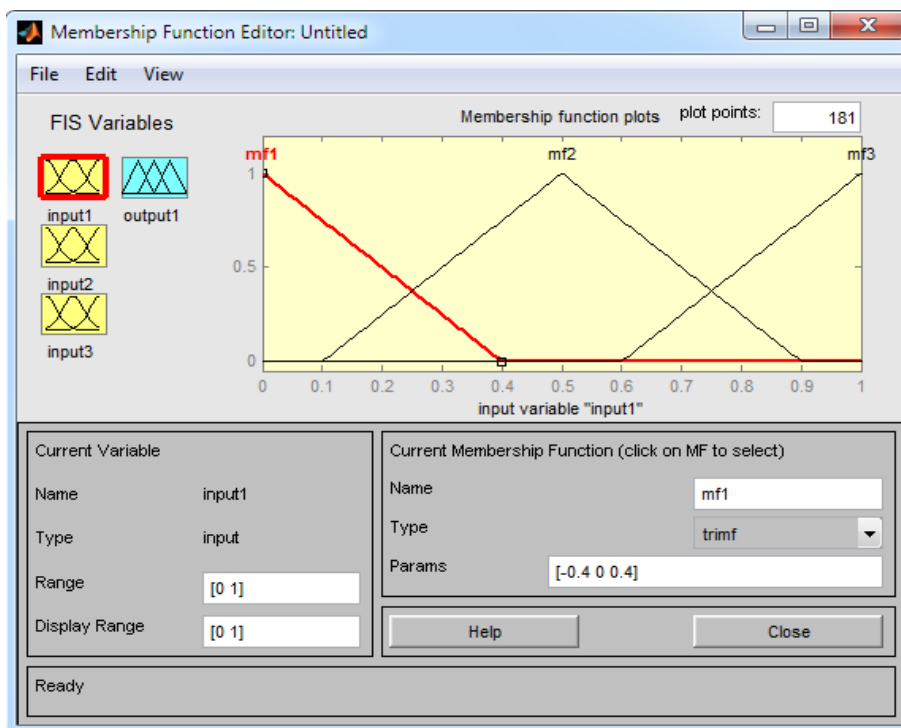 Membership Function Editor: Untitled
File Edit View
FIS Variables
Membership function plots plot points: 181
mf1 mf2 mf3
input1 output1
input2
input3
1
0.5
0
0 0.1 0.2 0.3 0.4 0.5 0.6 0.7 0.8 0.9 1
input variable "input1"
Current Variable
Name input1
Type input
Range [0 1]
Display Range [0 1]
Current Membership Function (click on MF to select)
Name mf1
Type trimf
Params [-0.4 0 0.4]
Help Close
Ready